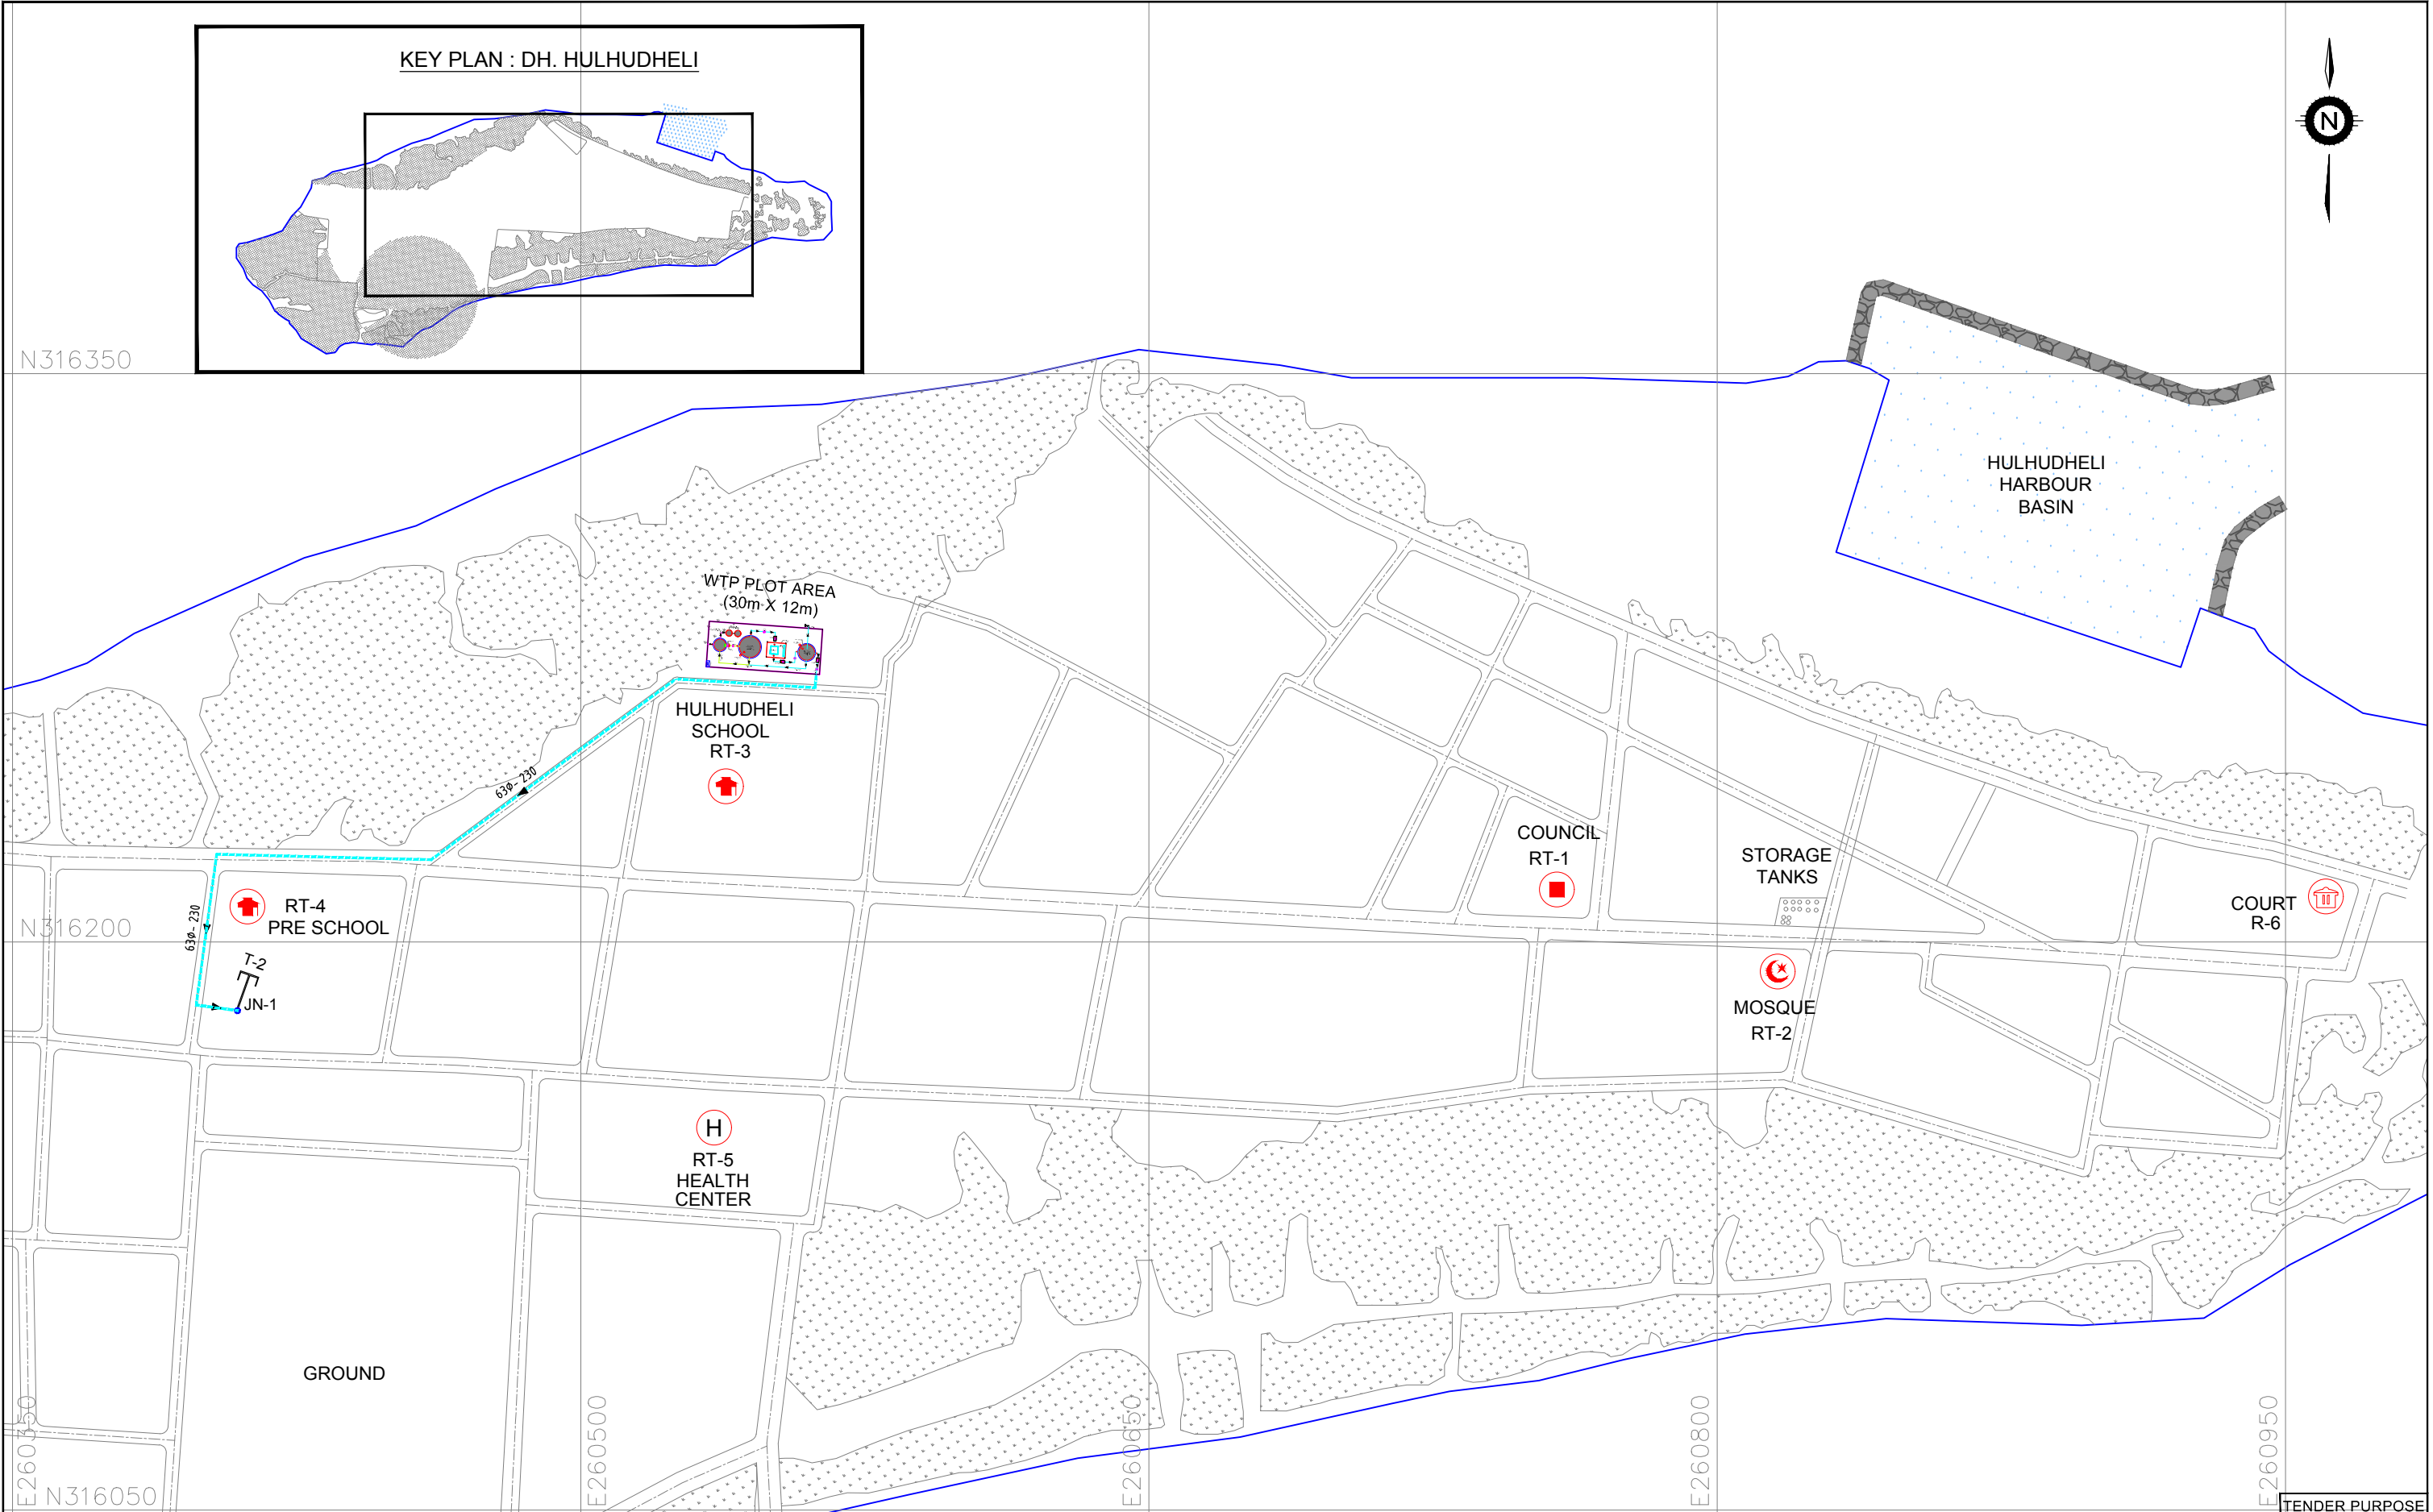 KEY PLAN : DH. HULHUDHELI
N
N316350
HULHUDHELI
HARBOUR
BASIN
WTP PLOT AREA
(30m X 12m)
HULHUDHELI
SCHOOL
RT-3
63ø- 230
COUNCIL
RT-1
STORAGE
TANKS
COURT
R-6
RT-4
PRE SCHOOL
63ø- 230
N316200
T-2
JN-1
MOSQUE
RT-2
H
RT-5
HEALTH
CENTER
GROUND
E260350
E260500
E260650
E260800
E260950
N316050
TENDER PURPOSE